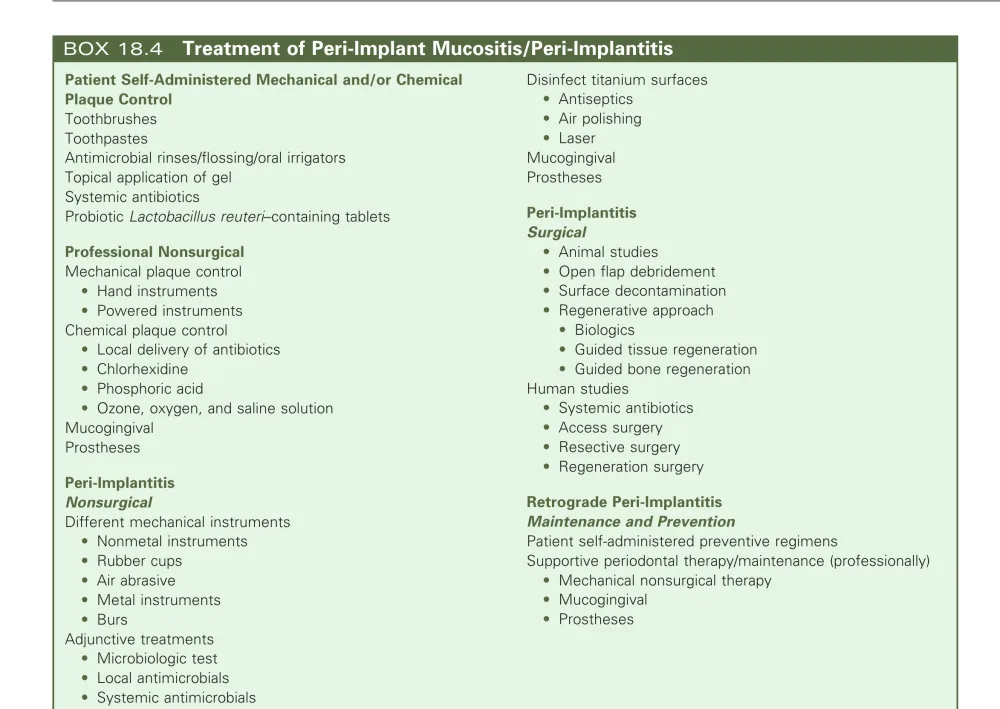 BOX 18.4 Treatment of Peri-Implant Mucositis/Peri-Implantitis
Patient Self-Administered Mechanical and/or Chemical
Plaque Control
Toothbrushes
Toothpastes
Antimicrobial rinses/flossing/oral irrigators
Topical application of gel
Systemic antibiotics
Probiotic Lactobacillus reuteri–containing tablets
Professional Nonsurgical
Mechanical plaque control
• Hand instruments
• Powered instruments
Chemical plaque control
• Local delivery of antibiotics
• Chlorhexidine
• Phosphoric acid
• Ozone, oxygen, and saline solution
Mucogingival
Prostheses
Peri-Implantitis
Nonsurgical
Different mechanical instruments
• Nonmetal instruments
• Rubber cups
• Air abrasive
• Metal instruments
• Burs
Adjunctive treatments
• Microbiologic test
• Local antimicrobials
• Systemic antimicrobials
Disinfect titanium surfaces
• Antiseptics
• Air polishing
• Laser
Mucogingival
Prostheses
Peri-Implantitis
Surgical
• Animal studies
• Open flap debridement
• Surface decontamination
• Regenerative approach
• Biologics
• Guided tissue regeneration
• Guided bone regeneration
Human studies
• Systemic antibiotics
• Access surgery
• Resective surgery
• Regeneration surgery
Retrograde Peri-Implantitis
Maintenance and Prevention
Patient self-administered preventive regimens
Supportive periodontal therapy/maintenance (professionally)
• Mechanical nonsurgical therapy
• Mucogingival
• Prostheses